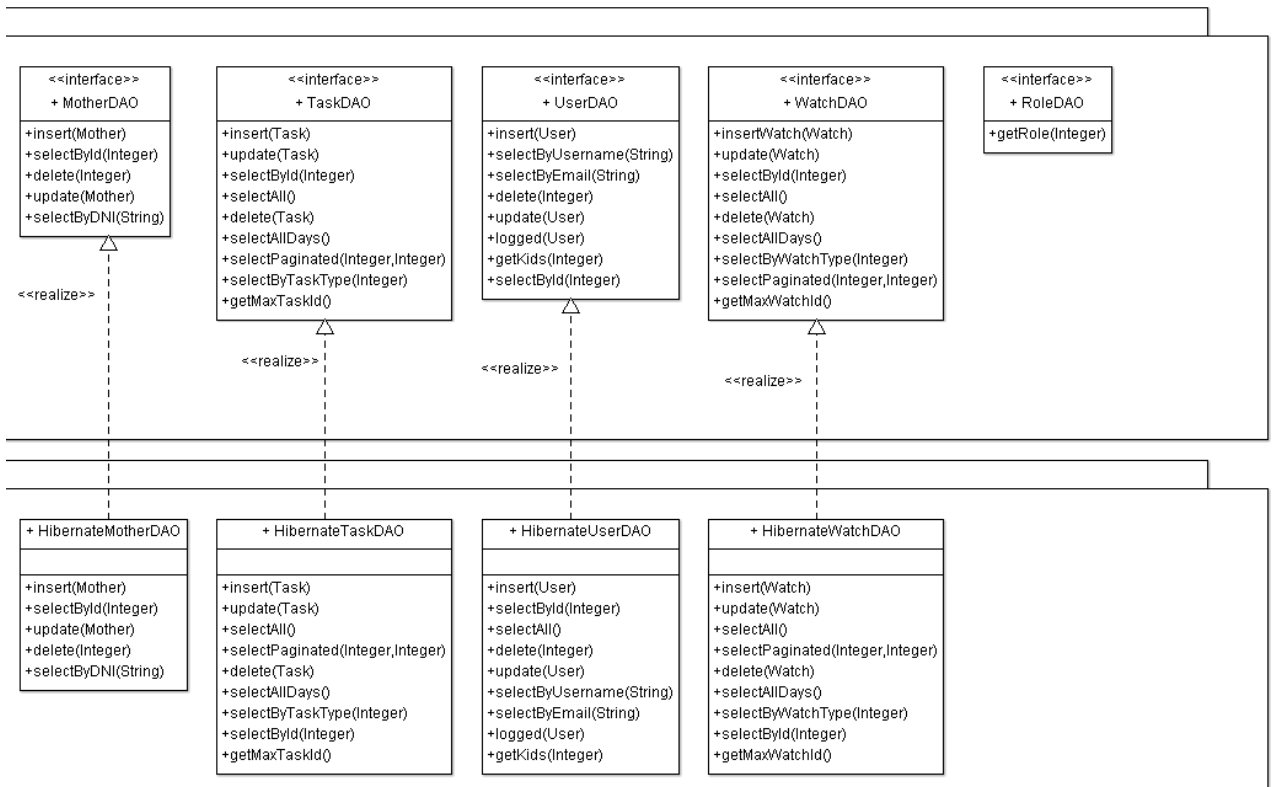 <<interface>>
+ MotherDAO
+insert(Mother)
+selectById(Integer)
+delete(Integer)
+update(Mother)
+selectByDNI(String)
<<interface>>
+ TaskDAO
+insert(Task)
+update(Task)
+selectById(Integer)
+selectAll()
+delete(Task)
+selectAllDays()
+selectPaginated(Integer,Integer)
+selectByTaskType(Integer)
+getMaxTaskId()
<<interface>>
+ UserDAO
+insert(User)
+selectByUsername(String)
+selectByEmail(String)
+delete(Integer)
+update(User)
+logged(User)
+getKids(Integer)
+selectById(Integer)
<<interface>>
+ WatchDAO
+insertWatch(Watch)
+update(Watch)
+selectById(Integer)
+selectAll()
+delete(Watch)
+selectAllDays()
+selectByWatchType(Integer)
+selectPaginated(Integer,Integer)
+getMaxWatchId()
<<interface>>
+ RoleDAO
+getRole(Integer)
<<realize>>
<<realize>>
<<realize>>
<<realize>>
+ HibernateMotherDAO
+insert(Mother)
+selectById(Integer)
+update(Mother)
+delete(Integer)
+selectByDNI(String)
+ HibernateTaskDAO
+insert(Task)
+update(Task)
+selectAll()
+selectPaginated(Integer,Integer)
+delete(Task)
+selectAllDays()
+selectByTaskType(Integer)
+selectById(Integer)
+getMaxTaskId()
+ HibernateUserDAO
+insert(User)
+selectById(Integer)
+selectAll()
+delete(Integer)
+update(User)
+selectByUsername(String)
+selectByEmail(String)
+logged(User)
+getKids(Integer)
+ HibernateWatchDAO
+insert(Watch)
+update(Watch)
+selectAll()
+selectPaginated(Integer,Integer)
+delete(Watch)
+selectAllDays()
+selectByWatchType(Integer)
+selectById(Integer)
+getMaxWatchId()